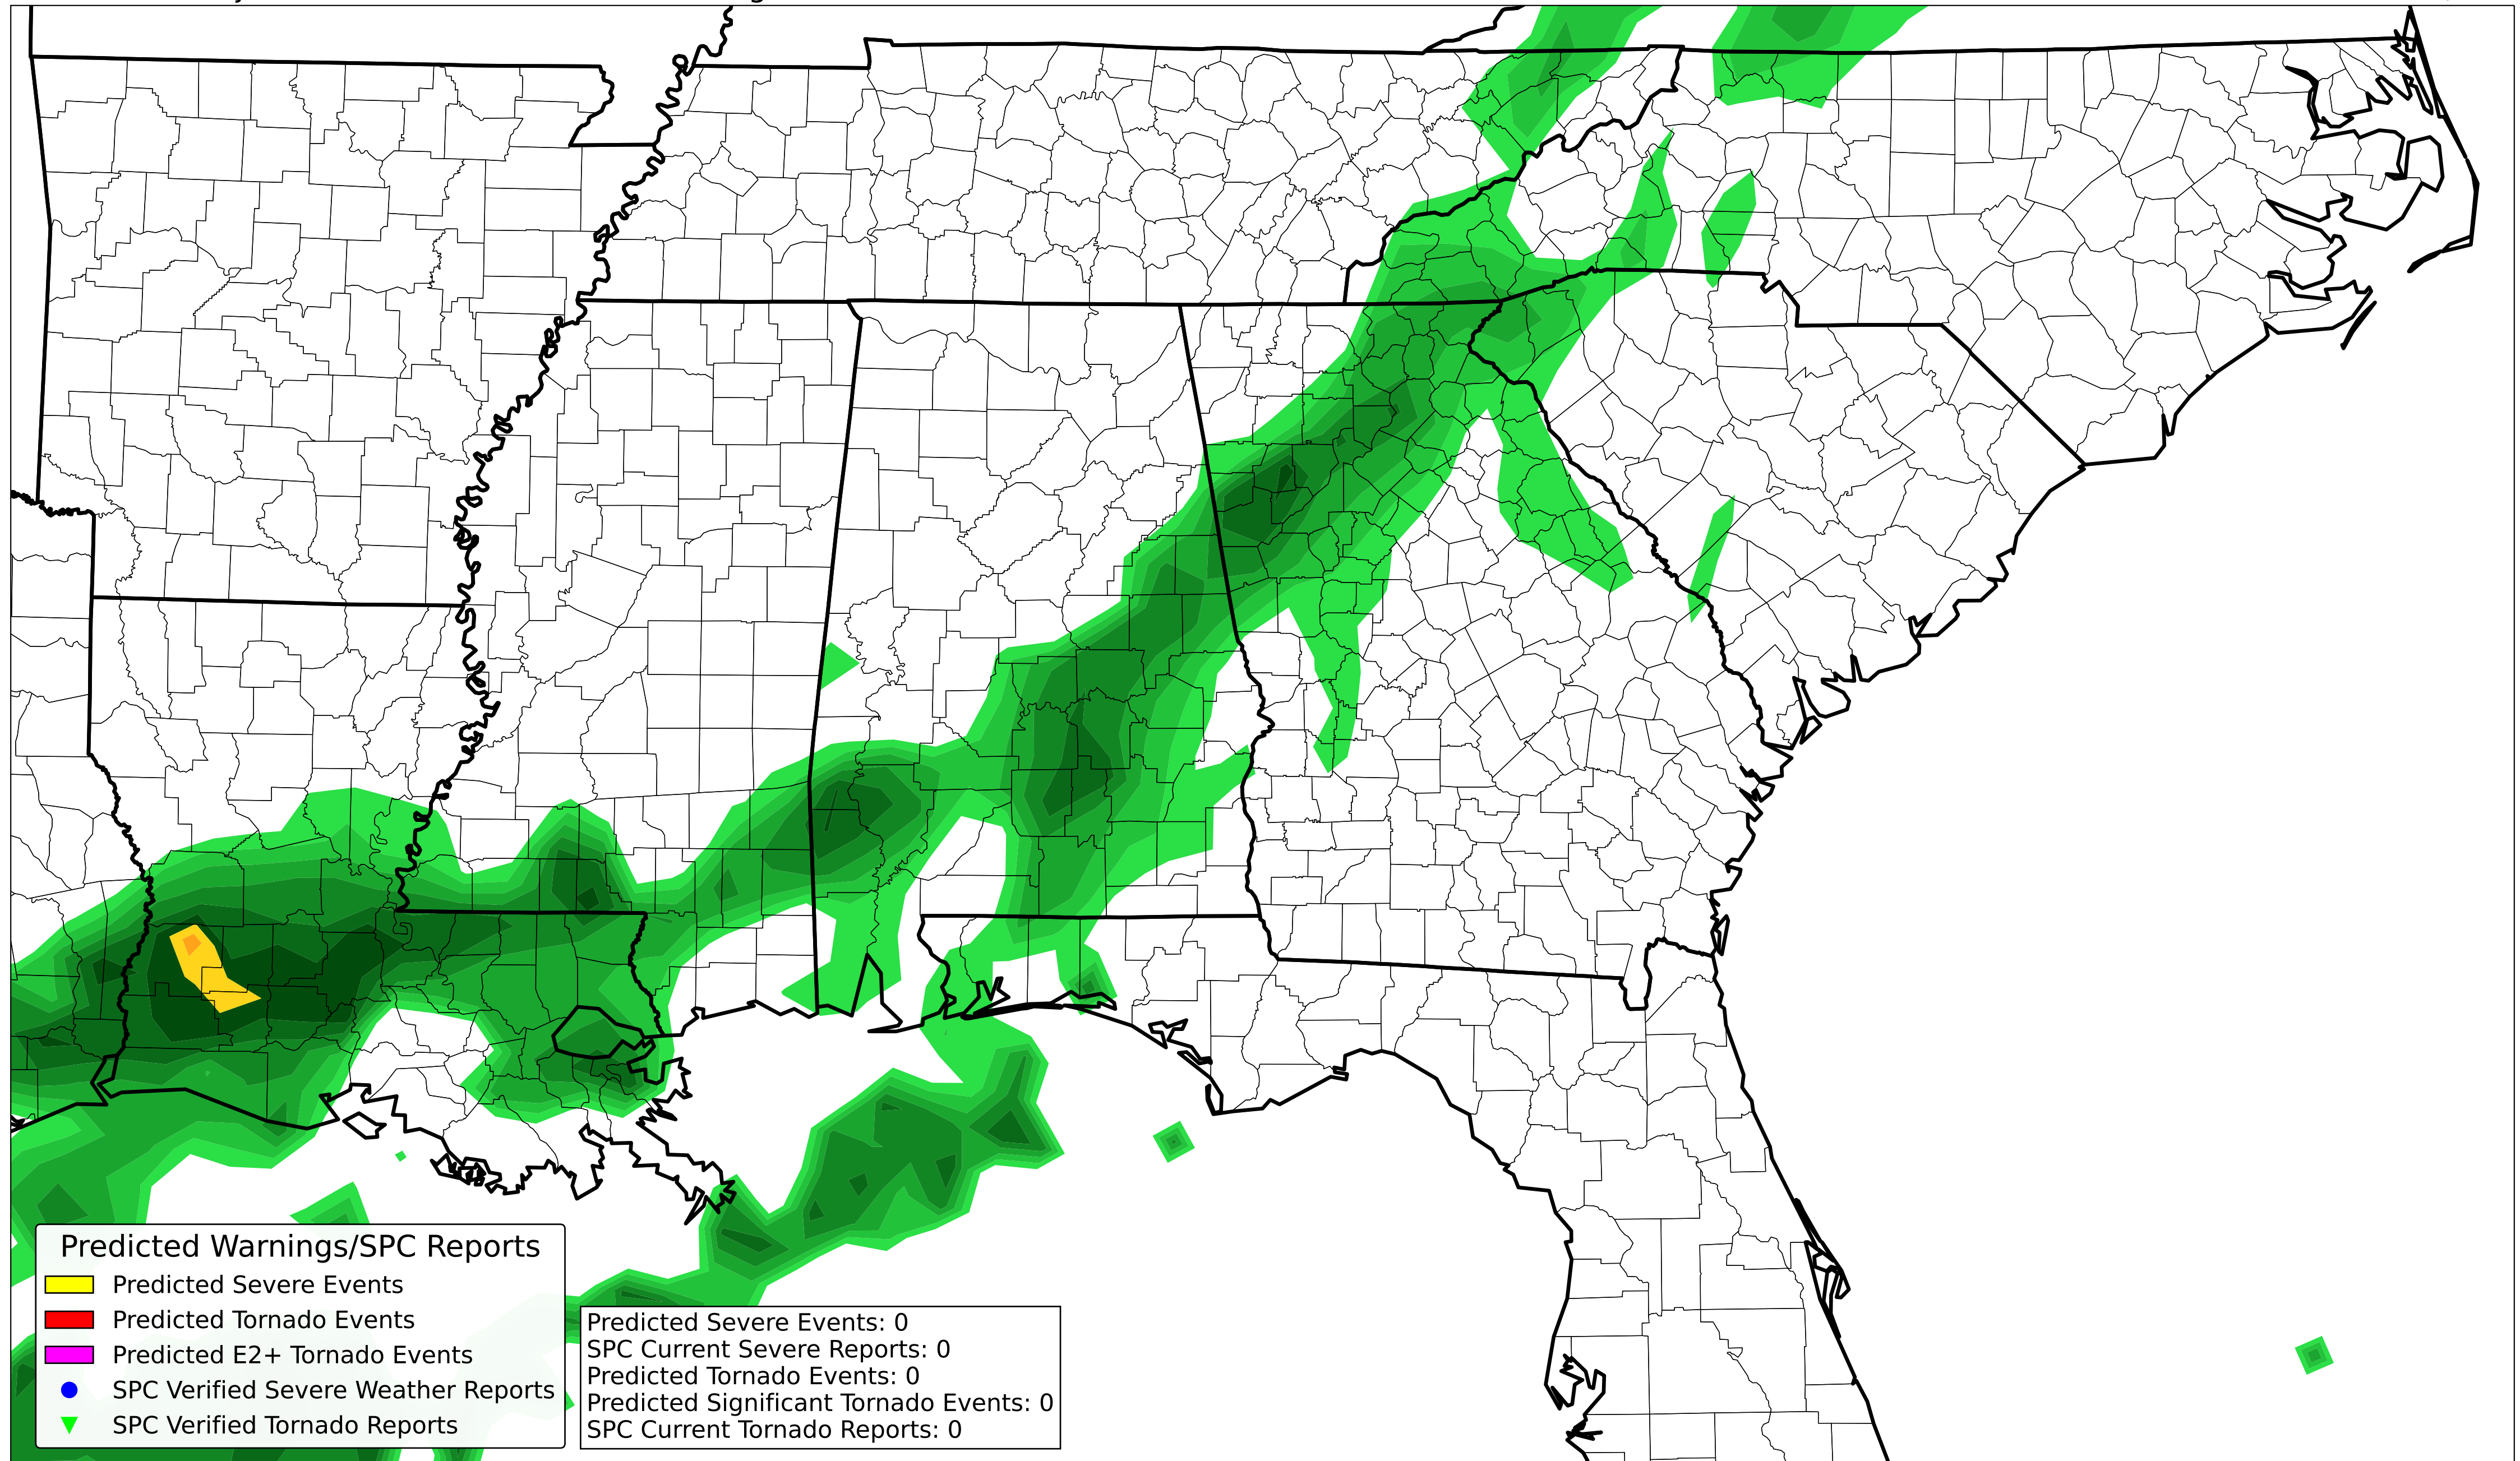 Predicted Warnings/SPC Reports
Predicted Severe Events
Predicted Tornado Events
Predicted E2+ Tornado Events
SPC Verified Severe Weather Reports
SPC Verified Tornado Reports
Predicted Severe Events: 0
SPC Current Severe Reports: 0
Predicted Tornado Events: 0
Predicted Significant Tornado Events: 0
SPC Current Tornado Reports: 0